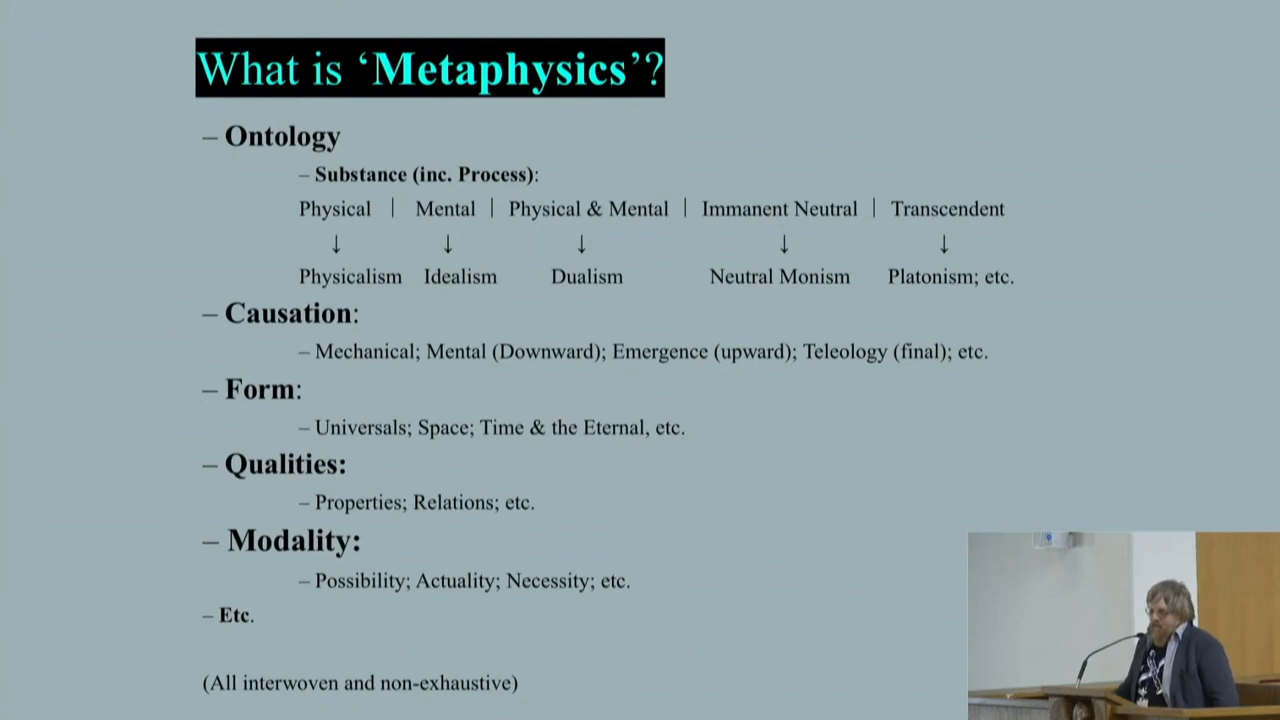 What is ‘Metaphysics’?
– Ontology
– Substance (inc. Process):
Physical | Mental | Physical & Mental | Immanent Neutral | Transcendent
↓ ↓ ↓ ↓ ↓
Physicalism Idealism Dualism Neutral Monism Platonism; etc.
– Causation:
– Mechanical; Mental (Downward); Emergence (upward); Teleology (final); etc.
– Form:
– Universals; Space; Time & the Eternal, etc.
– Qualities:
– Properties; Relations; etc.
– Modality:
– Possibility; Actuality; Necessity; etc.
– Etc.
(All interwoven and non-exhaustive)